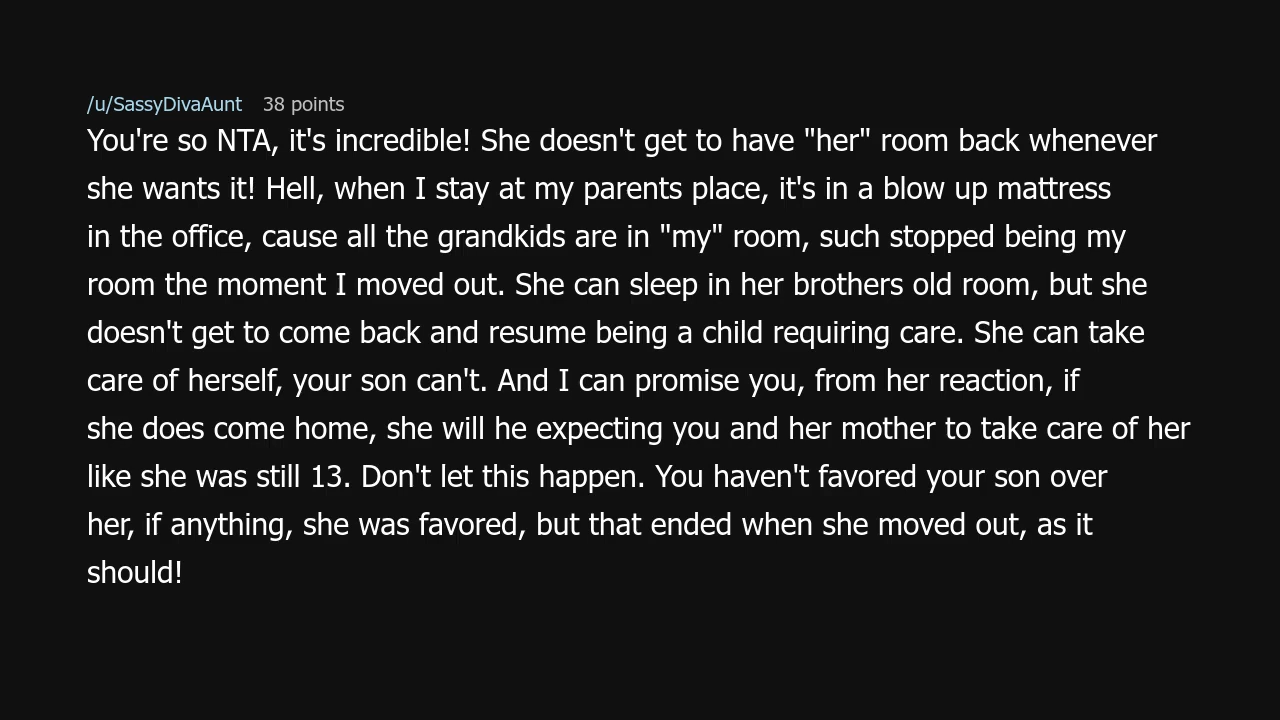 /u/SassyDivaAunt 38 points
You're so NTA, it's incredible! She doesn't get to have "her" room back whenever
she wants it! Hell, when I stay at my parents place, it's in a blow up mattress
in the office, cause all the grandkids are in "my" room, such stopped being my
room the moment I moved out. She can sleep in her brothers old room, but she
doesn't get to come back and resume being a child requiring care. She can take
care of herself, your son can't. And I can promise you, from her reaction, if
she does come home, she will he expecting you and her mother to take care of her
like she was still 13. Don't let this happen. You haven't favored your son over
her, if anything, she was favored, but that ended when she moved out, as it
should!